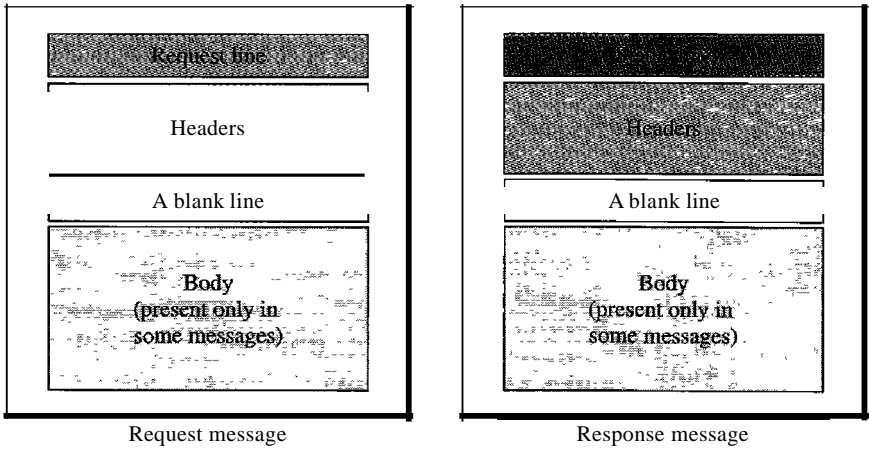 Request line
Headers
A blank line
Body
(present only in
some messages)
Request message
Headers
A blank line
Body
(present only in
some messages)
Response message